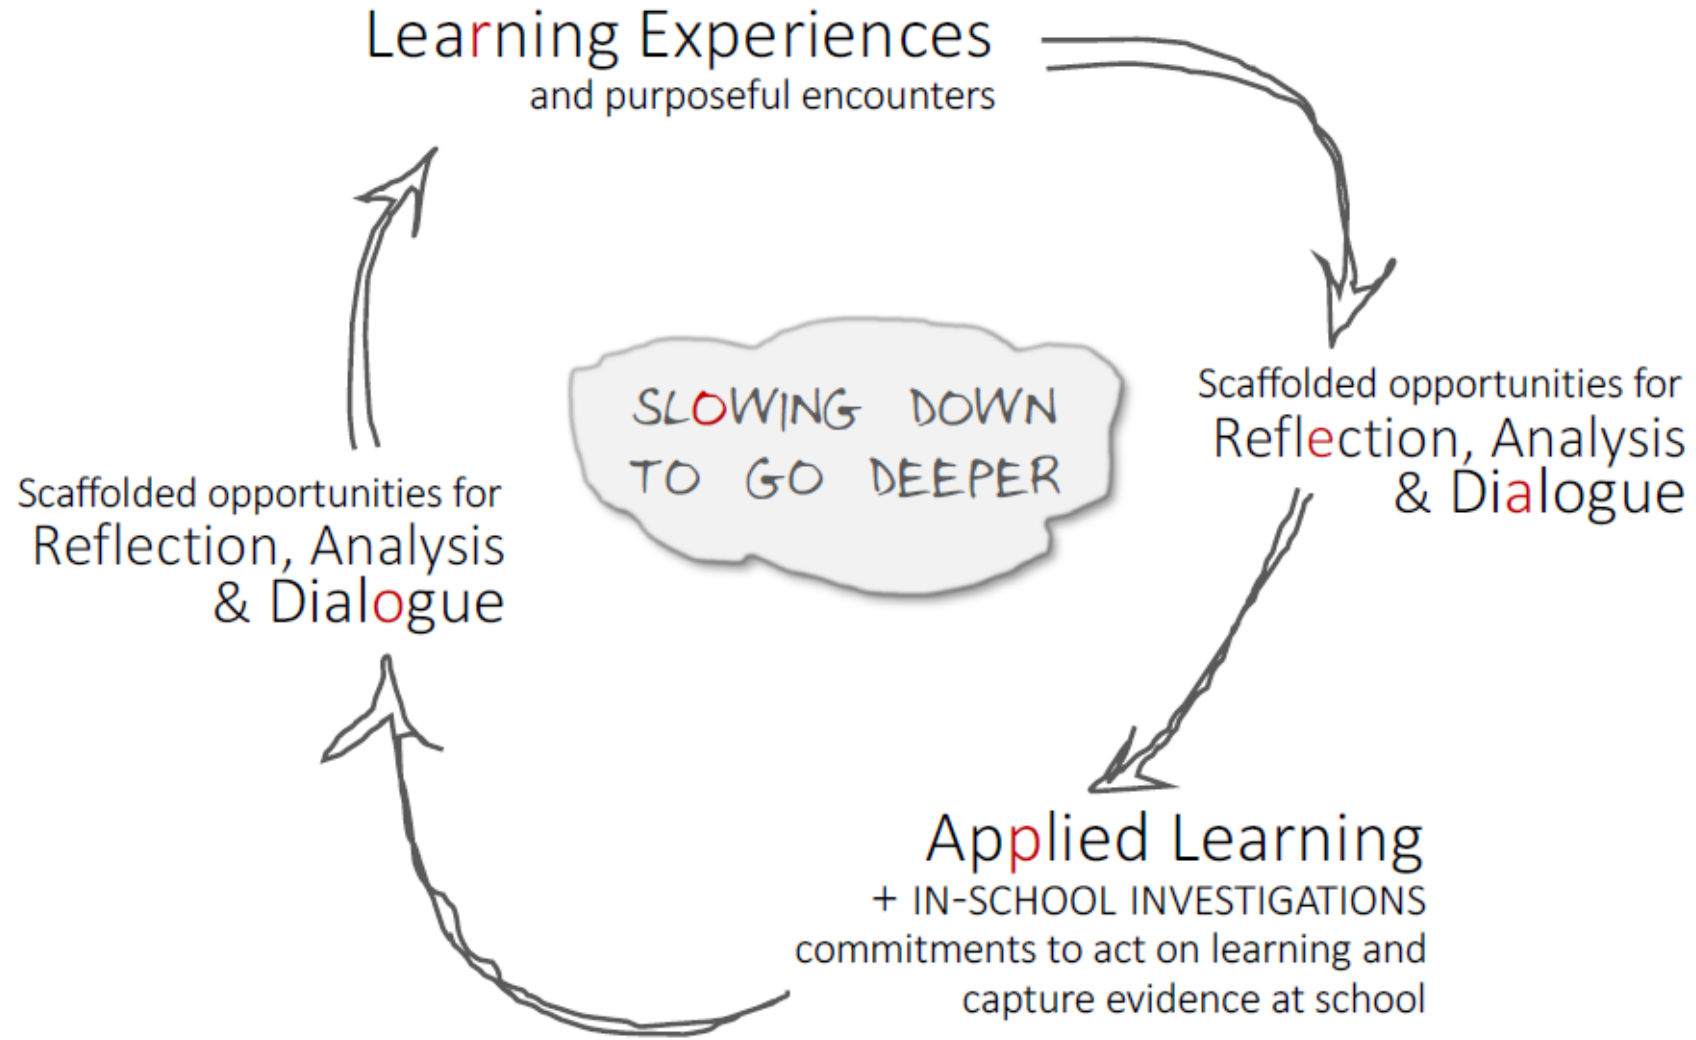 Learning Experiences
and purposeful encounters
Scaffolded opportunities for
Reflection, Analysis
& Dialogue
Applied Learning
+ IN-SCHOOL INVESTIGATIONS
commitments to act on learning and
capture evidence at school
Scaffolded opportunities for
Reflection, Analysis
& Dialogue
SLOWING DOWN
TO GO DEEPER